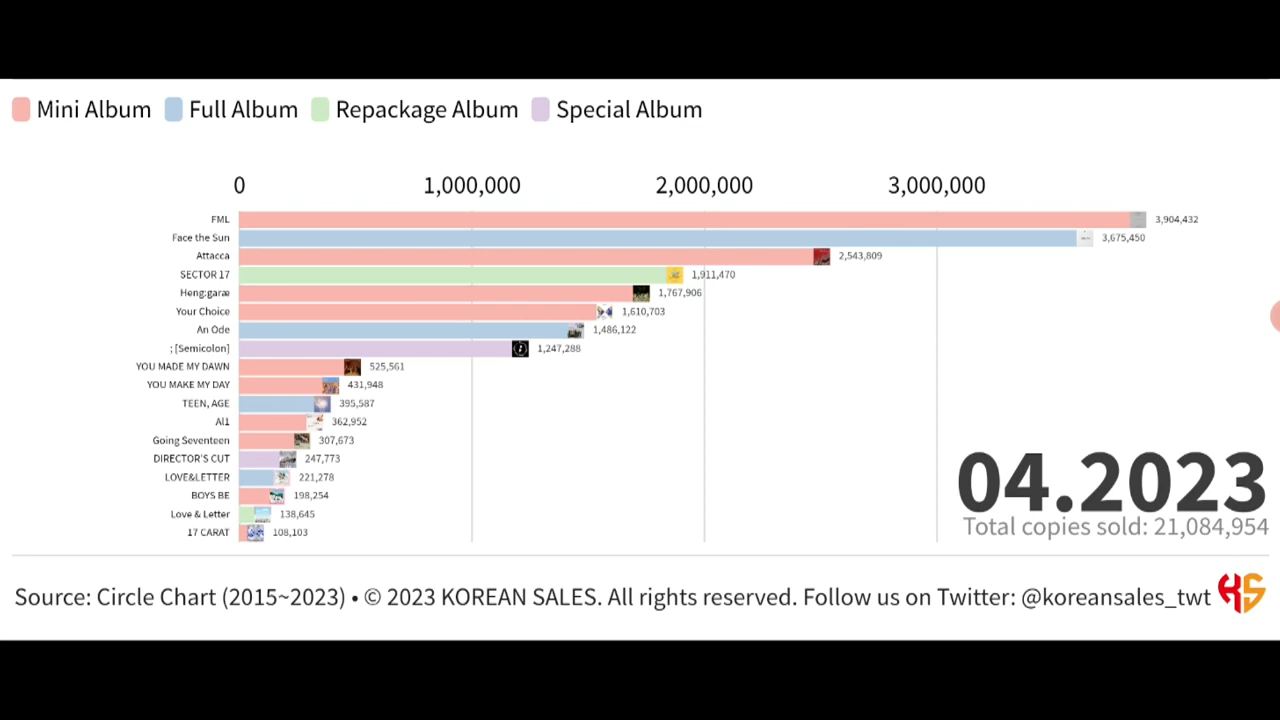 Mini Album Full Album Repackage Album Special Album
0 1,000,000 2,000,000 3,000,000
FML 3,904,432
Face the Sun 3,675,450
Attacca 2,543,809
SECTOR 17 1,911,470
Heng:garæ 1,767,906
Your Choice 1,610,703
An Ode 1,486,122
; [Semicolon] 1,247,288
YOU MADE MY DAWN 525,561
YOU MAKE MY DAY 431,948
TEEN, AGE 395,587
Al1 362,952
Going Seventeen 307,673
DIRECTOR'S CUT 247,773
LOVE&LETTER 221,278
BOYS BE 198,254
Love & Letter 138,645
17 CARAT 108,103
04.2023
Total copies sold: 21,084,954
Source: Circle Chart (2015~2023) • © 2023 KOREAN SALES. All rights reserved. Follow us on Twitter: @koreansales_twt KS